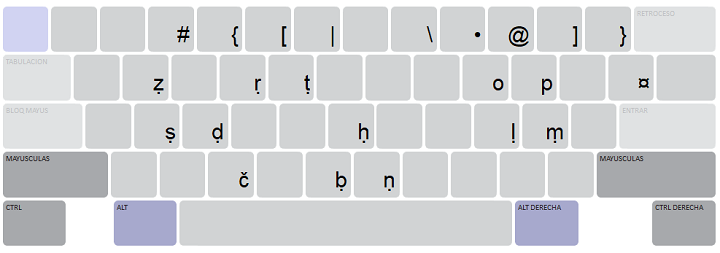 # { [ | \ • @ ] } RETROCESO
TABULACION ẓ ṛ ṭ o p ¤
BLOQ MAYUS ṣ ḍ ḥ ḷ ṃ ENTRAR
MAYUSCULAS č ḅ ṇ MAYUSCULAS
CTRL ALT ALT DERECHA CTRL DERECHA